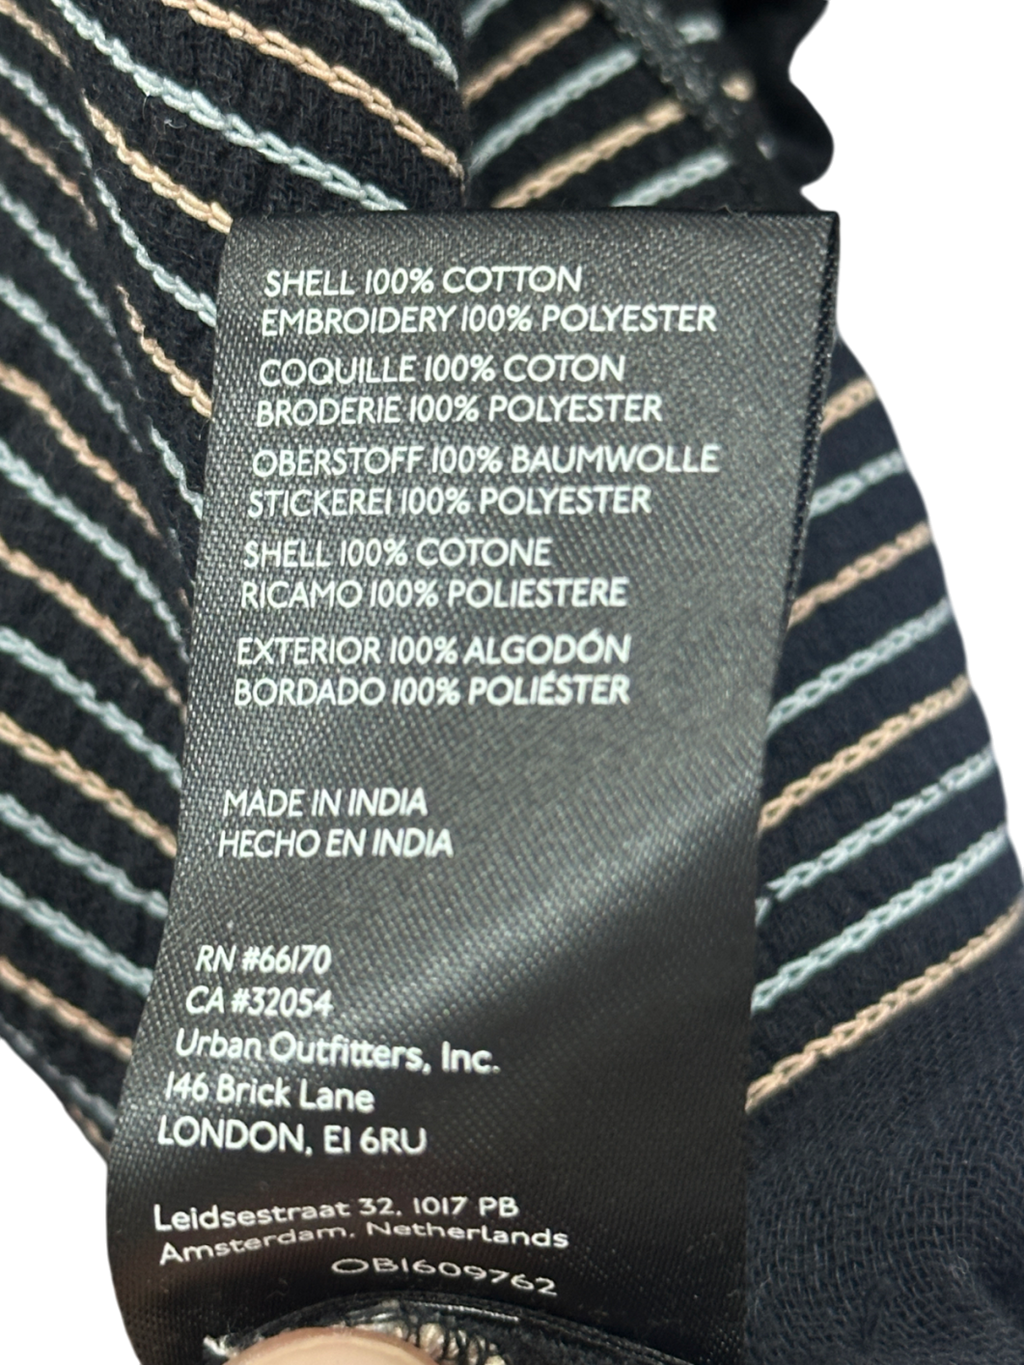 SHELL 100% COTTON
EMBROIDERY 100% POLYESTER
COQUILLE 100% COTON
BRODERIE 100% POLYESTER
OBERSTOFF 100% BAUMWOLLE
STICKEREI 100% POLYESTER
SHELL 100% COTONE
RICAMO 100% POLIESTERE
EXTERIOR 100% ALGODÓN
BORDADO 100% POLIÉSTER
MADE IN INDIA
HECHO EN INDIA
RN #66170
CA #32054
Urban Outfitters, Inc.
146 Brick Lane
LONDON, E1 6RU
Leidsestraat 32, 1017 PB
Amsterdam, Netherlands
OB1609762